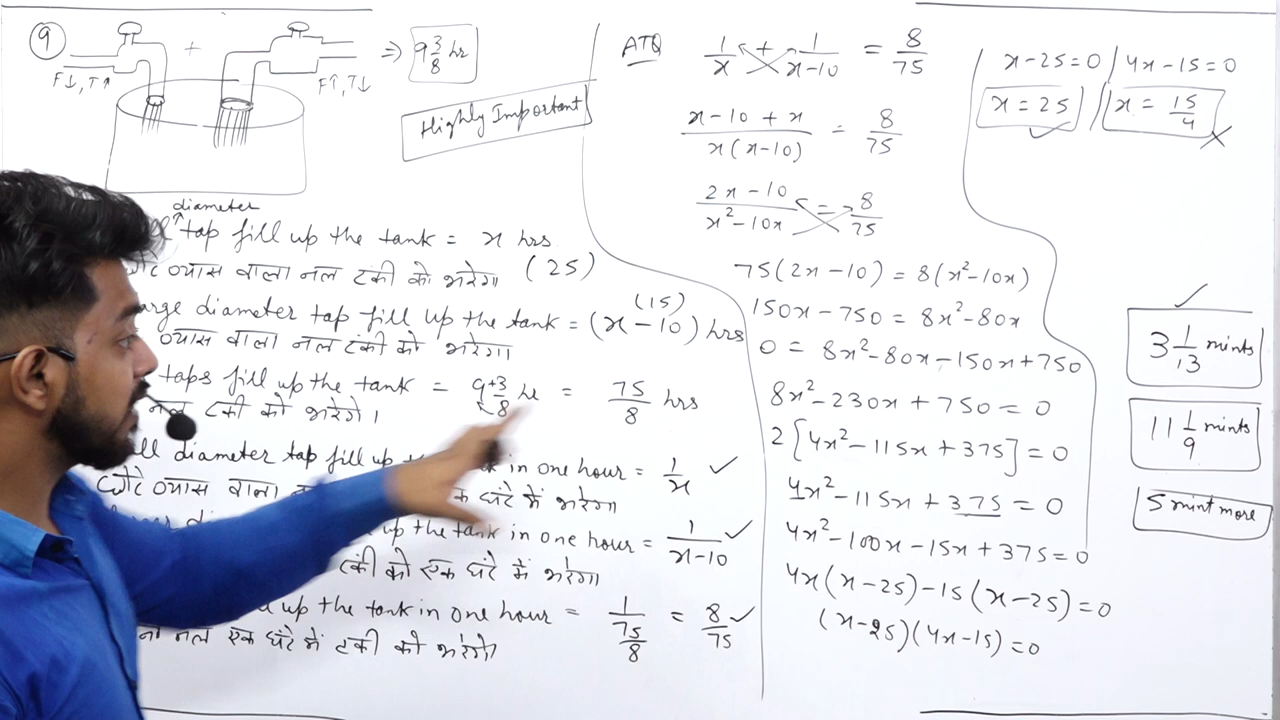 9
+
⇒ 9 3/8 hr
F↓, T↑
F↑, T↓
Highly Important
diameter
tap fill up the tank = x hrs
व्यास वाला नल टंकी को भरेगा (25)
(15)
arge diameter tap fill up the tank = (x-10) hrs
व्यास वाला नल टंकी को भरेगा।
taps fill up the tank = 9 3/8 hr = 75/8 hrs
नल टंकी को भरेंगे।
ll diameter tap fill up in one hour = 1/x ✓
छोटे व्यास वाला घंटे में भरेगा
up the tank in one hour = 1/(x-10) ✓
टंकी को एक घंटे में भरेगा
up the tank in one hour = 1/(75/8) = 8/75 ✓
नल एक घंटे में टंकी को भरेंगे
ATQ 1/x + 1/(x-10) = 8/75
(x-10+x)/(x(x-10)) = 8/75
(2x-10)/(x²-10x) = 8/75
75(2x-10) = 8(x²-10x)
150x-750 = 8x²-80x
0 = 8x²-80x-150x+750
8x²-230x+750 = 0
2[4x²-115x+375] = 0
4x²-115x+375 = 0
4x²-100x-15x+375 = 0
4x(x-25)-15(x-25) = 0
(x-25)(4x-15) = 0
x-25=0 / 4x-15=0
x = 25 ✓ // x = 15/4 ✗
✓
3 1/13 mints
11 1/9 mints
5 mint more